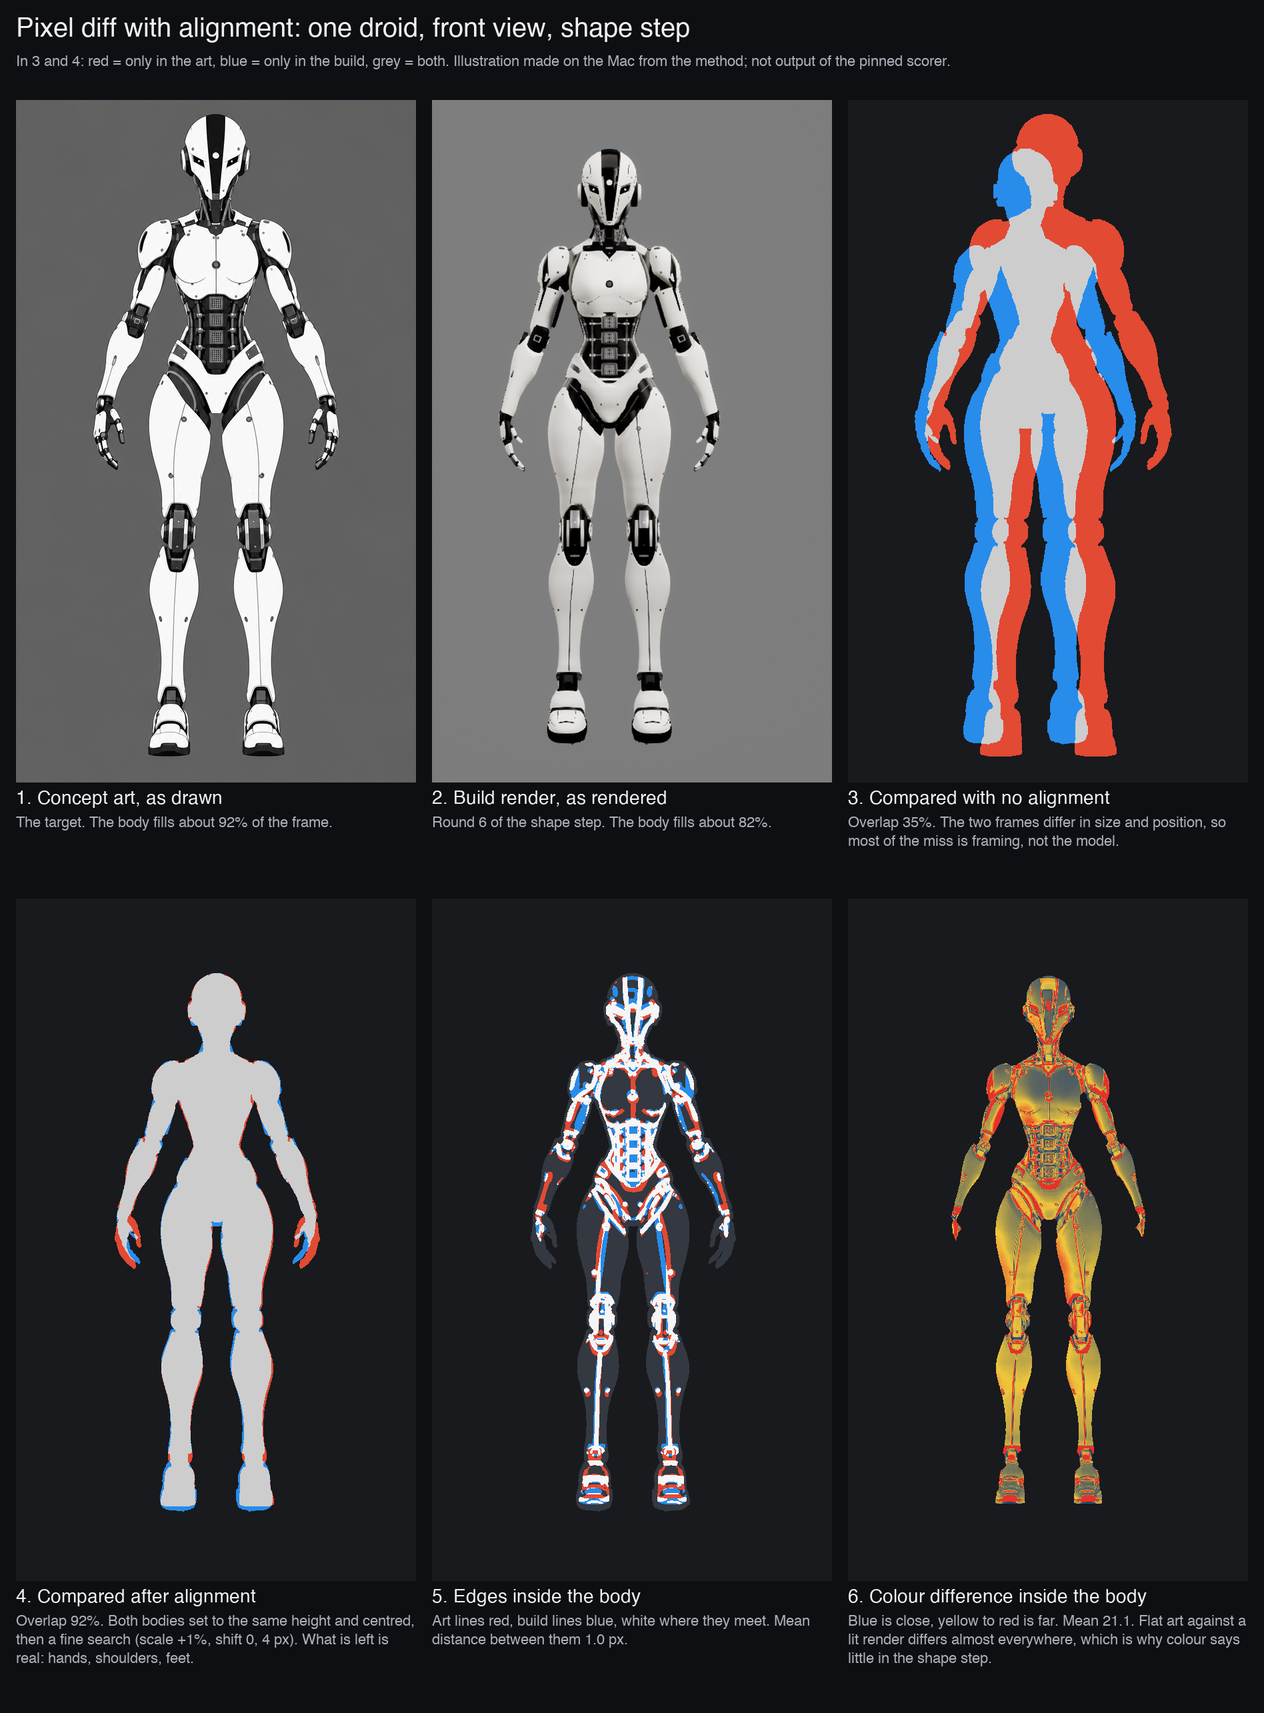 Pixel diff with alignment: one droid, front view, shape step
In 3 and 4: red = only in the art, blue = only in the build, grey = both. Illustration made on the Mac from the method; not output of the pinned scorer.
1. Concept art, as drawn
The target. The body fills about 92% of the frame.
2. Build render, as rendered
Round 6 of the shape step. The body fills about 82%.
3. Compared with no alignment
Overlap 35%. The two frames differ in size and position, so
most of the miss is framing, not the model.
4. Compared after alignment
Overlap 92%. Both bodies set to the same height and centred,
then a fine search (scale +1%, shift 0, 4 px). What is left is
real: hands, shoulders, feet.
5. Edges inside the body
Art lines red, build lines blue, white where they meet. Mean
distance between them 1.0 px.
6. Colour difference inside the body
Blue is close, yellow to red is far. Mean 21.1. Flat art against a
lit render differs almost everywhere, which is why colour says
little in the shape step.